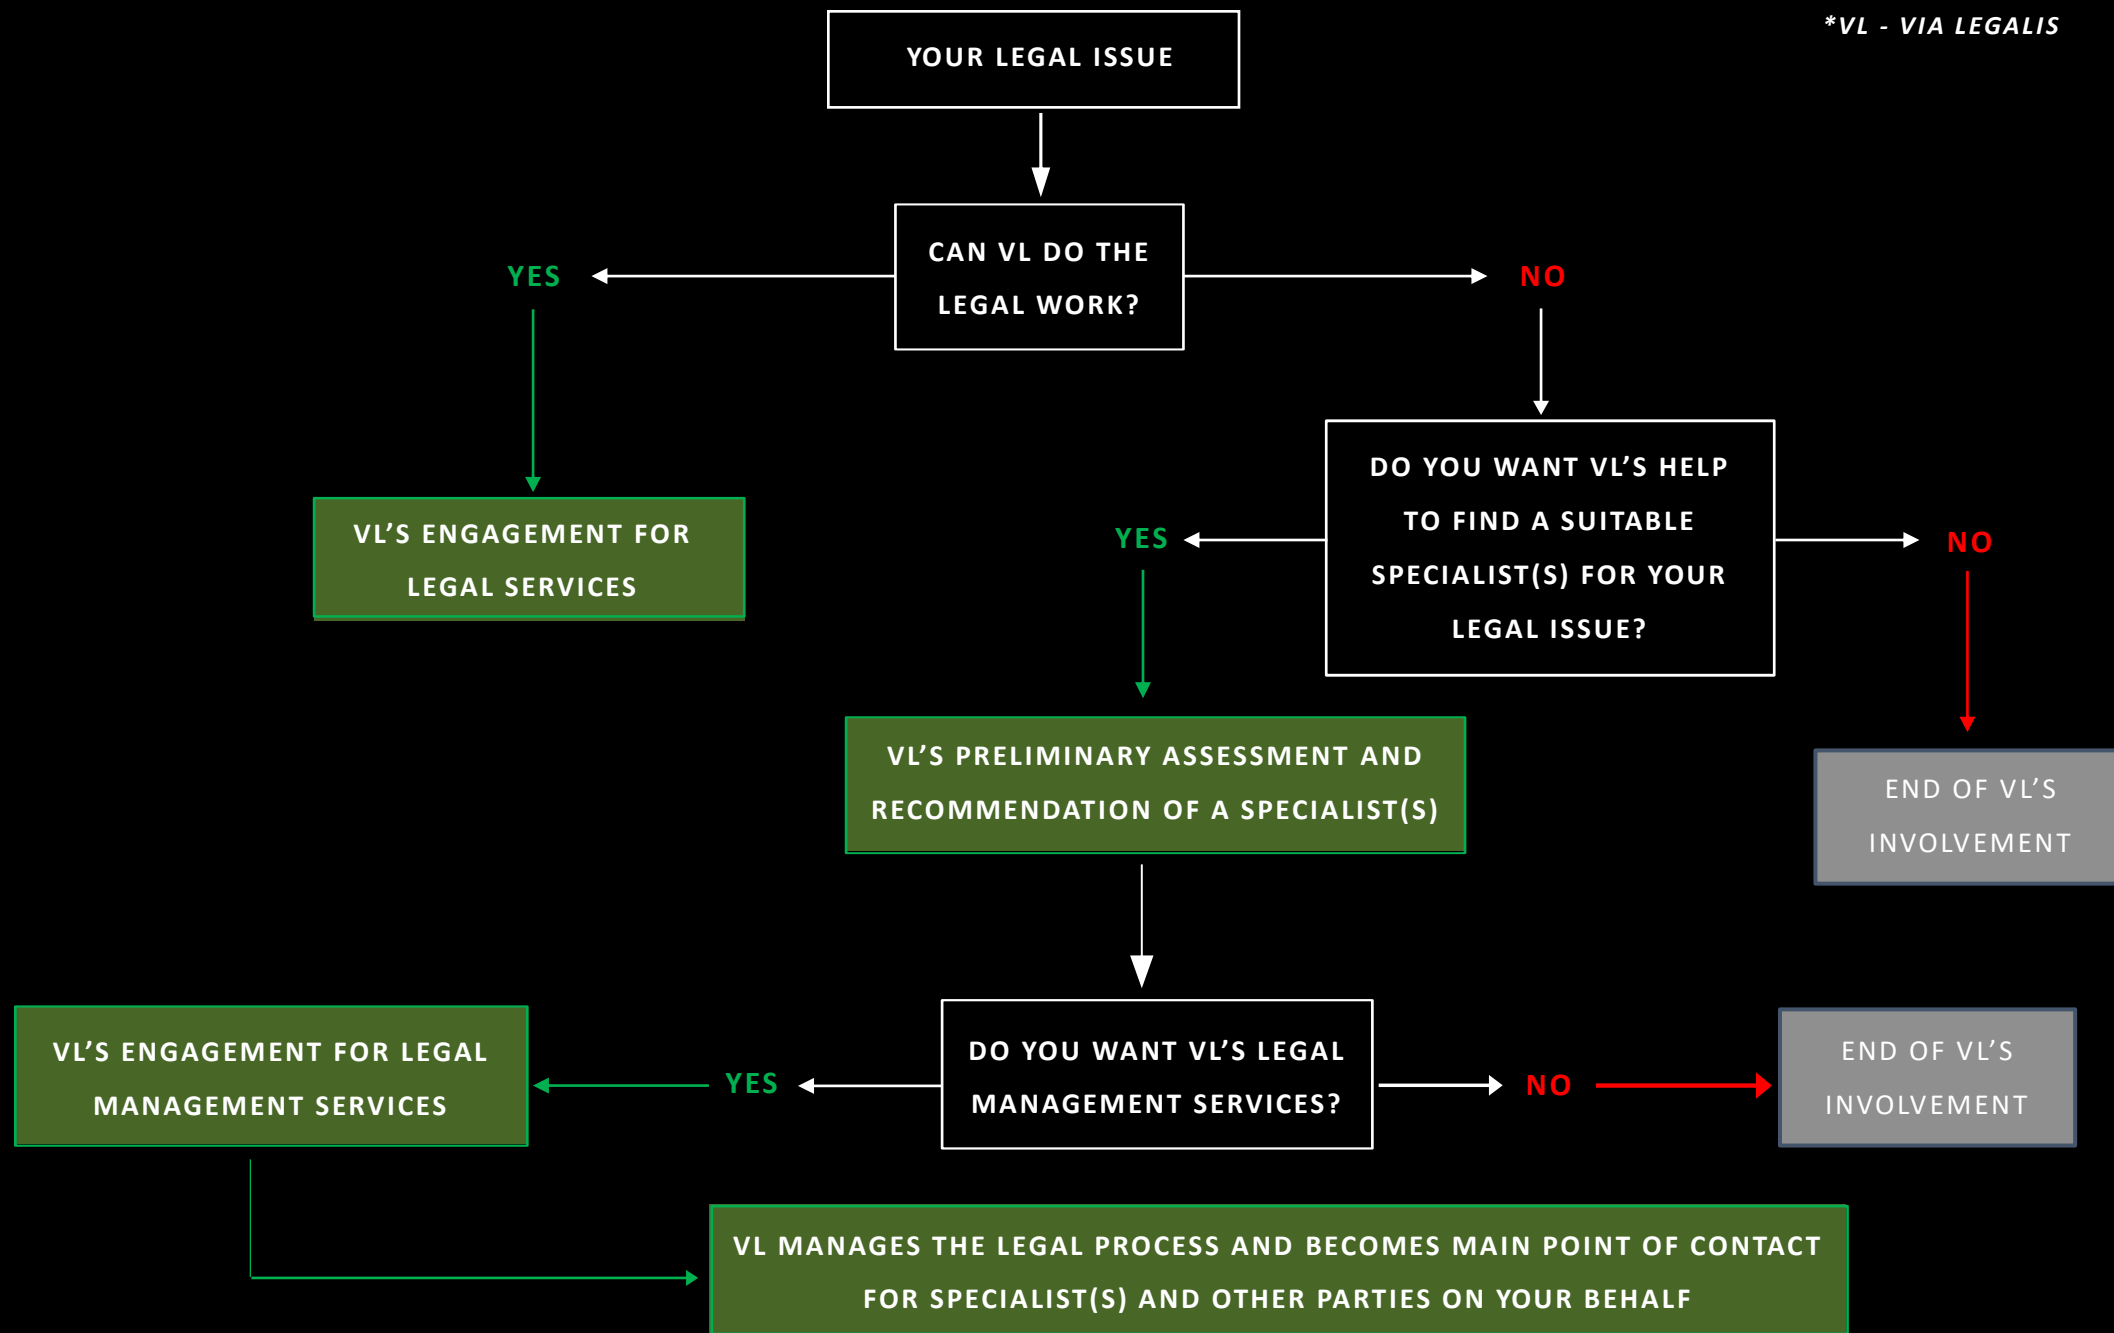 *VL - VIA LEGALIS
YOUR LEGAL ISSUE
CAN VL DO THE
LEGAL WORK?
YES
NO
VL’S ENGAGEMENT FOR
LEGAL SERVICES
DO YOU WANT VL’S HELP
TO FIND A SUITABLE
SPECIALIST(S) FOR YOUR
LEGAL ISSUE?
YES
NO
VL’S PRELIMINARY ASSESSMENT AND
RECOMMENDATION OF A SPECIALIST(S)
END OF VL’S
INVOLVEMENT
DO YOU WANT VL’S LEGAL
MANAGEMENT SERVICES?
YES
NO
VL’S ENGAGEMENT FOR LEGAL
MANAGEMENT SERVICES
END OF VL’S
INVOLVEMENT
VL MANAGES THE LEGAL PROCESS AND BECOMES MAIN POINT OF CONTACT
FOR SPECIALIST(S) AND OTHER PARTIES ON YOUR BEHALF